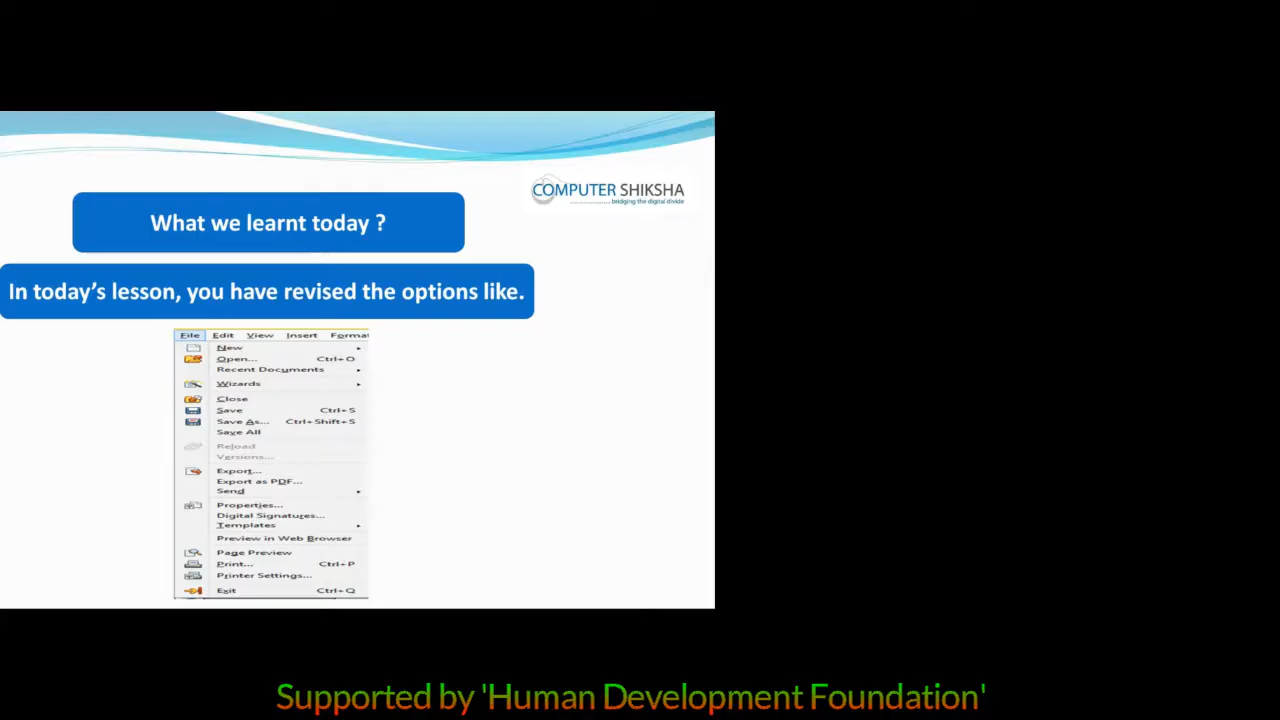 COMPUTER SHIKSHA
bridging the digital divide
What we learnt today ?
In today’s lesson, you have revised the options like.
File Edit View Insert Format
New
Open... Ctrl+O
Recent Documents
Wizards
Close
Save Ctrl+S
Save As... Ctrl+Shift+S
Save All
Reload
Versions...
Export...
Export as PDF...
Send
Properties...
Digital Signatures...
Templates
Preview in Web Browser
Page Preview
Print... Ctrl+P
Printer Settings...
Exit Ctrl+Q
Supported by 'Human Development Foundation'